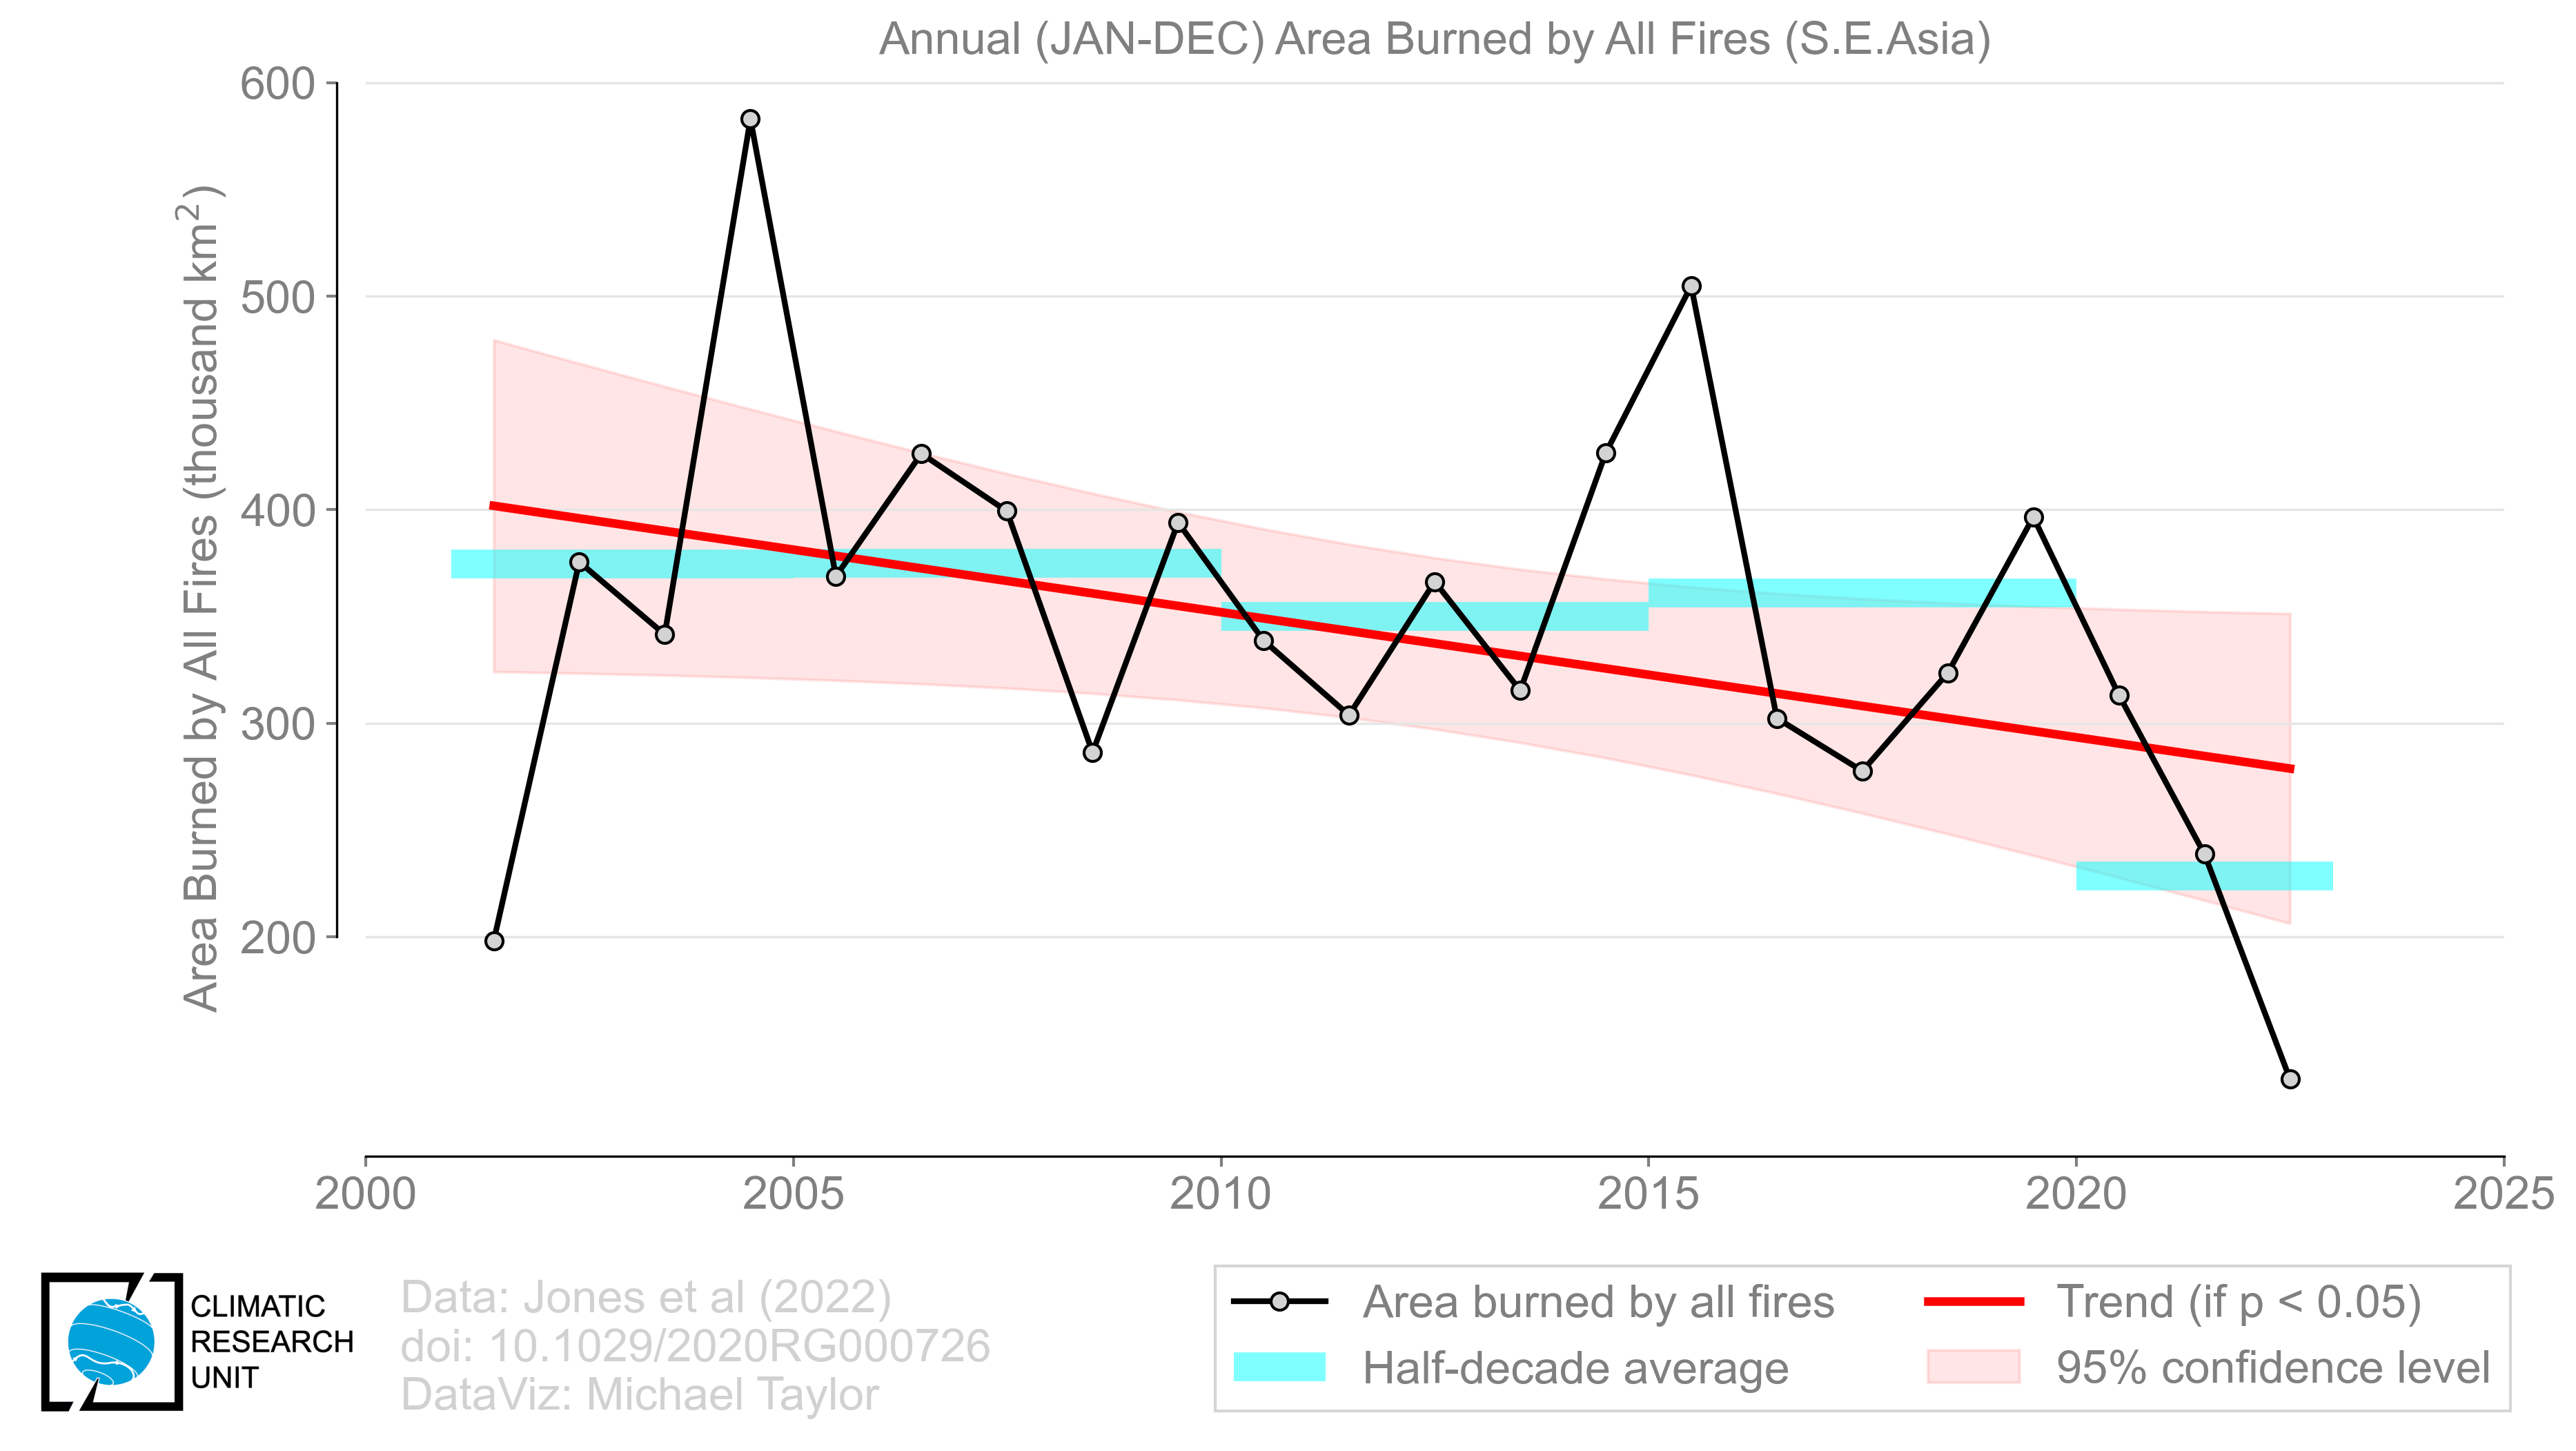 Annual (JAN-DEC) Area Burned by All Fires (S.E.Asia)
Area Burned by All Fires (thousand km²)
600
500
400
300
200
2000
2005
2010
2015
2020
2025
CLIMATIC
RESEARCH
UNIT
Data: Jones et al (2022)
doi: 10.1029/2020RG000726
DataViz: Michael Taylor
Area burned by all fires
Half-decade average
Trend (if p < 0.05)
95% confidence level